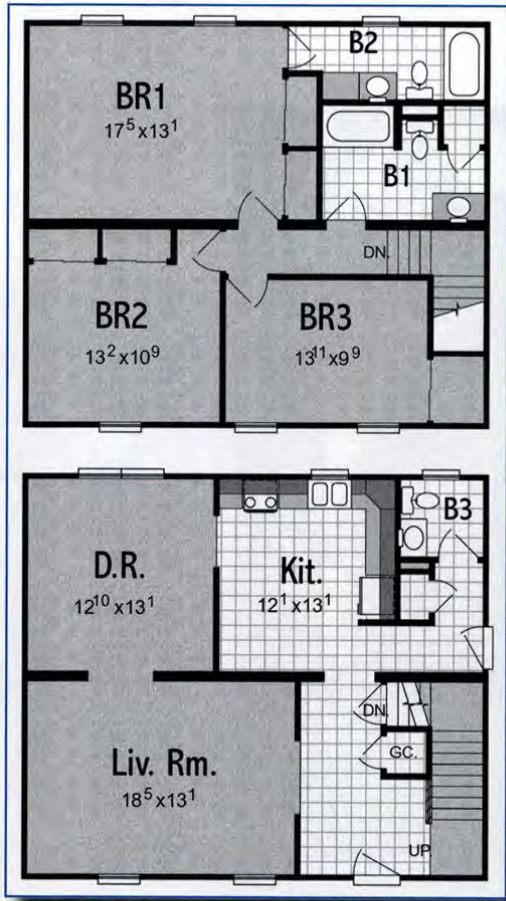 B2
BR1
17⁵x13¹
B1
DN.
BR2
13²x10⁹
BR3
13¹¹x9⁹
B3
D.R.
12¹⁰x13¹
Kit.
12¹x13¹
DN.
GC.
Liv. Rm.
18⁵x13¹
UP